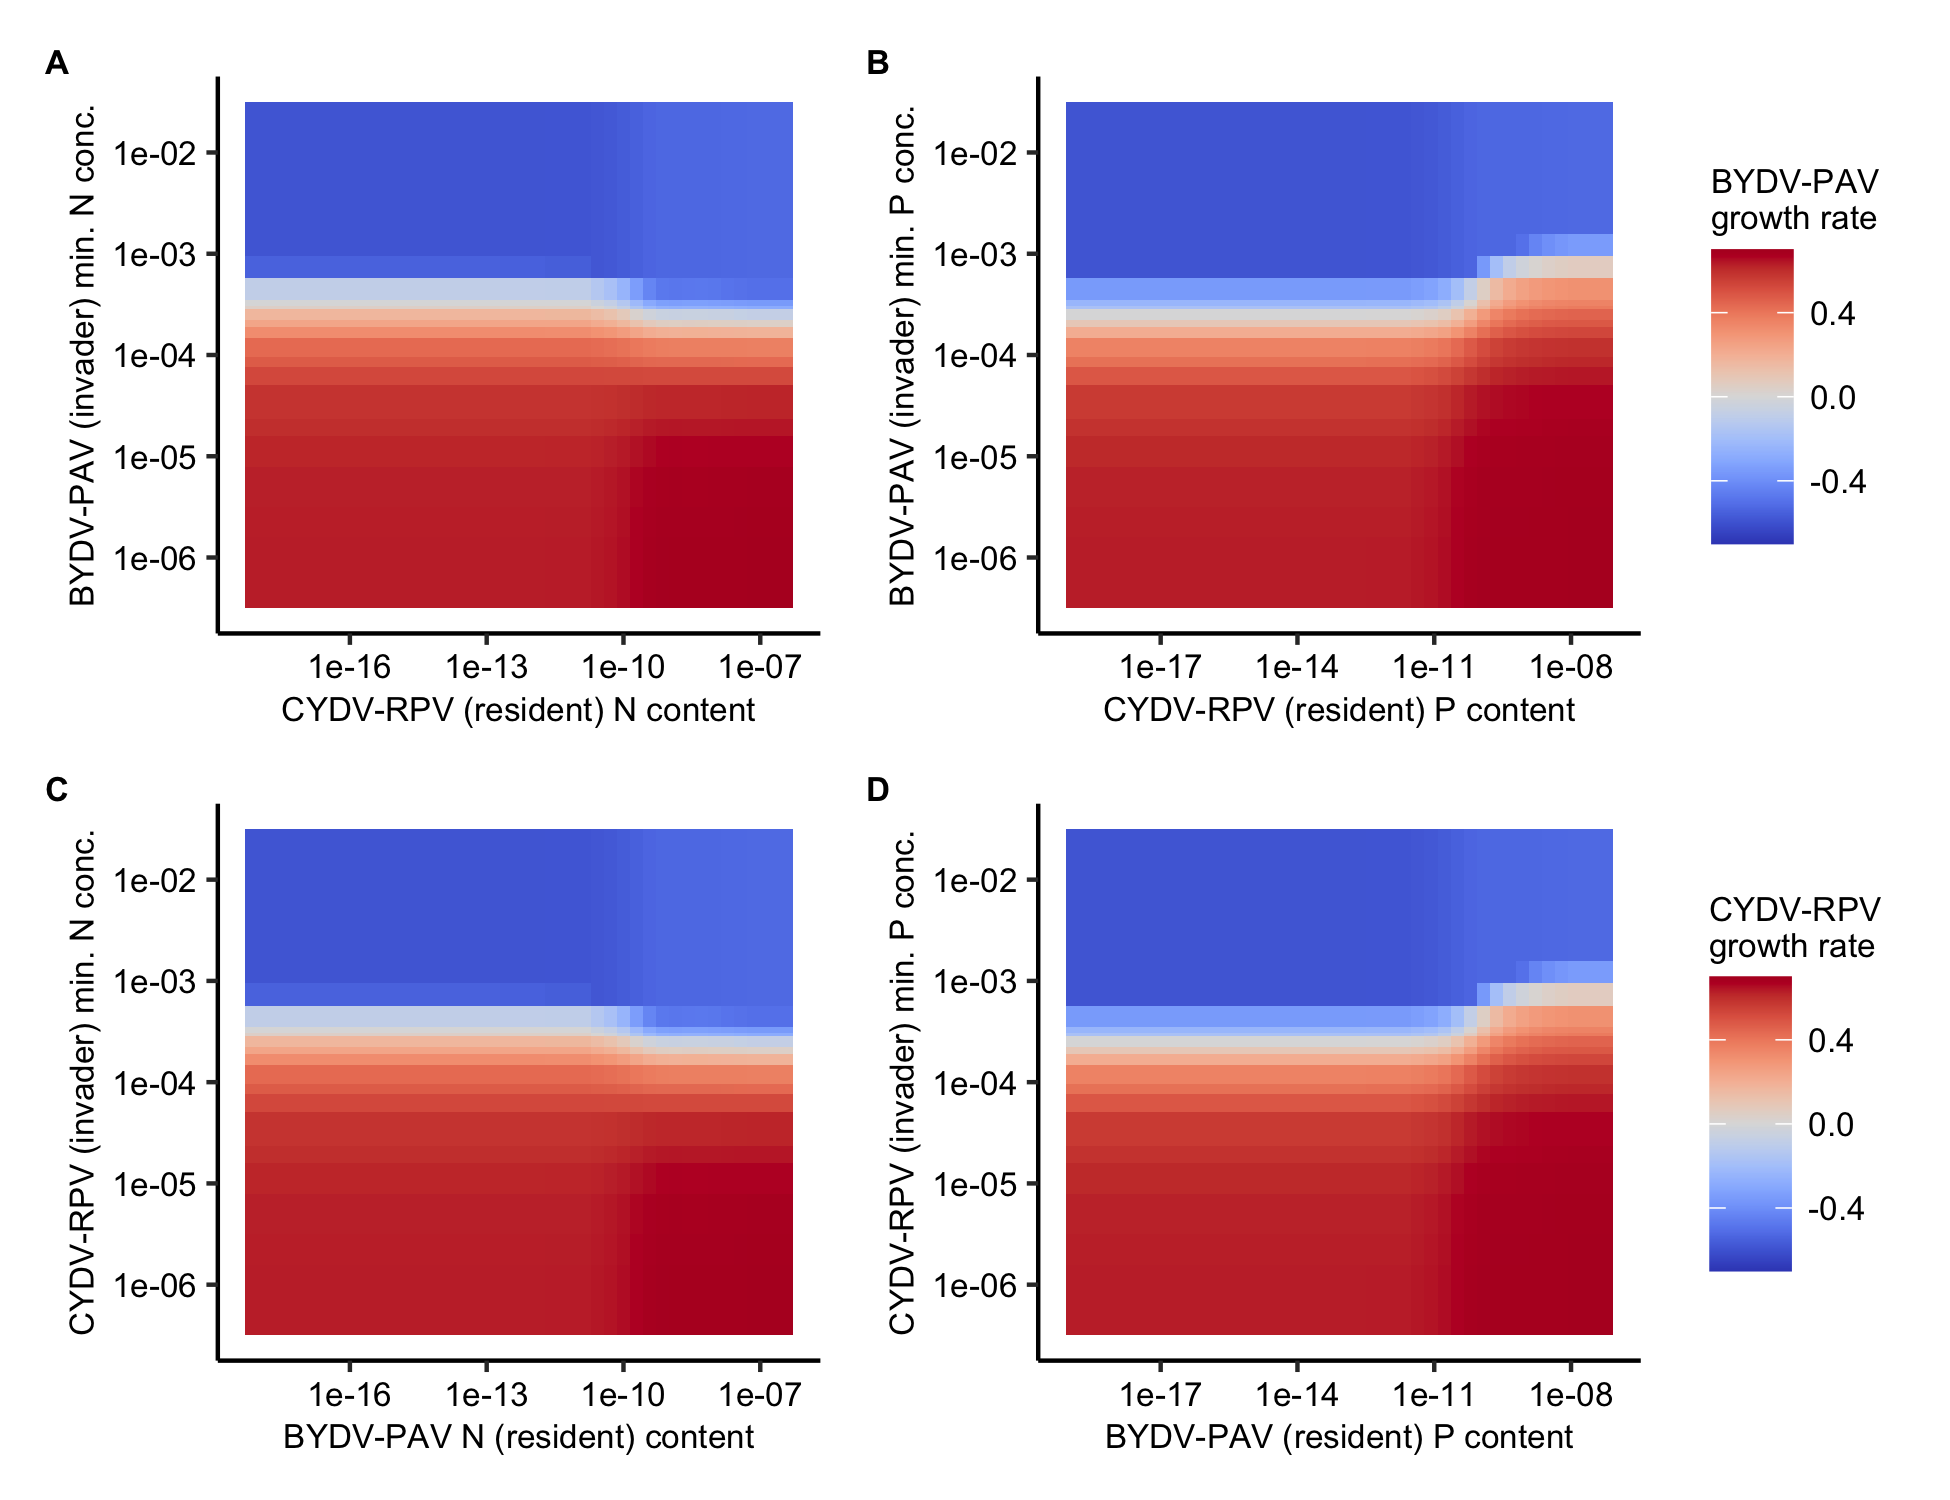 A
BYDV-PAV (invader) min. N conc.
1e-02
1e-03
1e-04
1e-05
1e-06
1e-16 1e-13 1e-10 1e-07
CYDV-RPV (resident) N content
B
BYDV-PAV (invader) min. P conc.
1e-02
1e-03
1e-04
1e-05
1e-06
1e-17 1e-14 1e-11 1e-08
CYDV-RPV (resident) P content
BYDV-PAV
growth rate
0.4
0.0
-0.4
C
CYDV-RPV (invader) min. N conc.
1e-02
1e-03
1e-04
1e-05
1e-06
1e-16 1e-13 1e-10 1e-07
BYDV-PAV N (resident) content
D
CYDV-RPV (invader) min. P conc.
1e-02
1e-03
1e-04
1e-05
1e-06
1e-17 1e-14 1e-11 1e-08
BYDV-PAV (resident) P content
CYDV-RPV
growth rate
0.4
0.0
-0.4